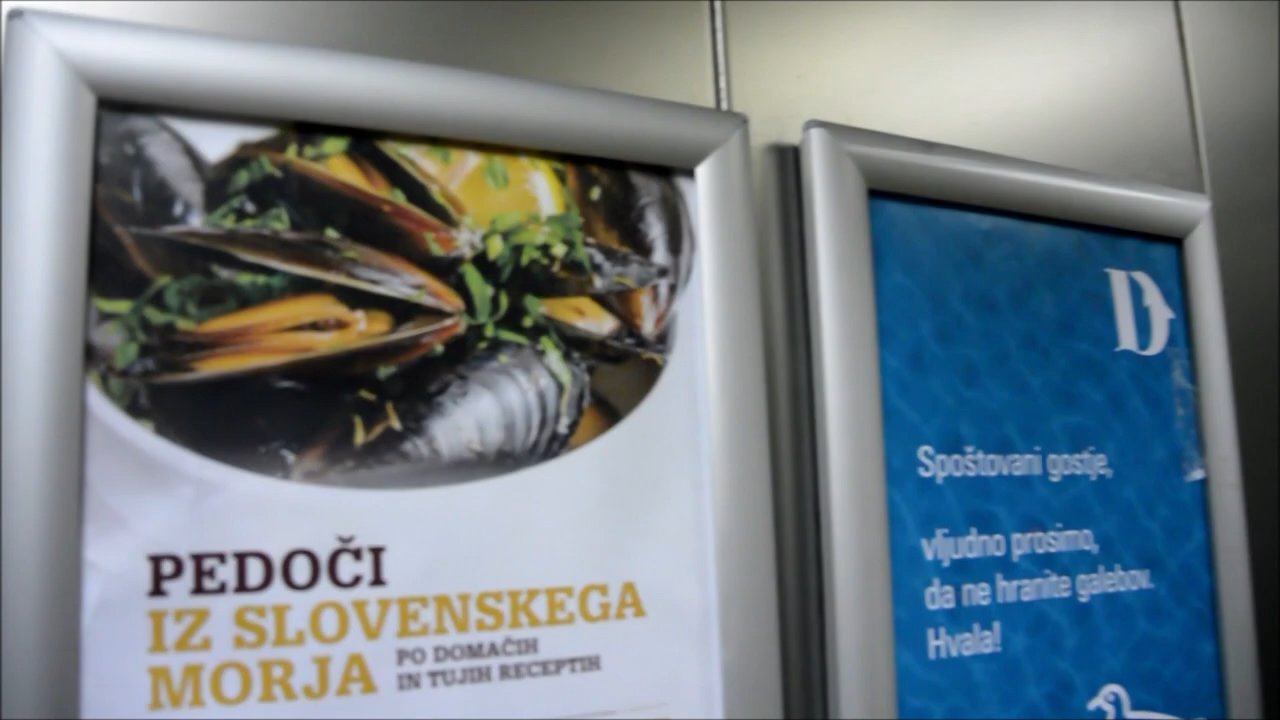 PEDOČI
IZ SLOVENSKEGA
MORJA
PO DOMAČIH
IN TUJIH RECEPTIH
D
Spoštovani gostje,
vljudno prosimo,
da ne hranite galebov.
Hvala!